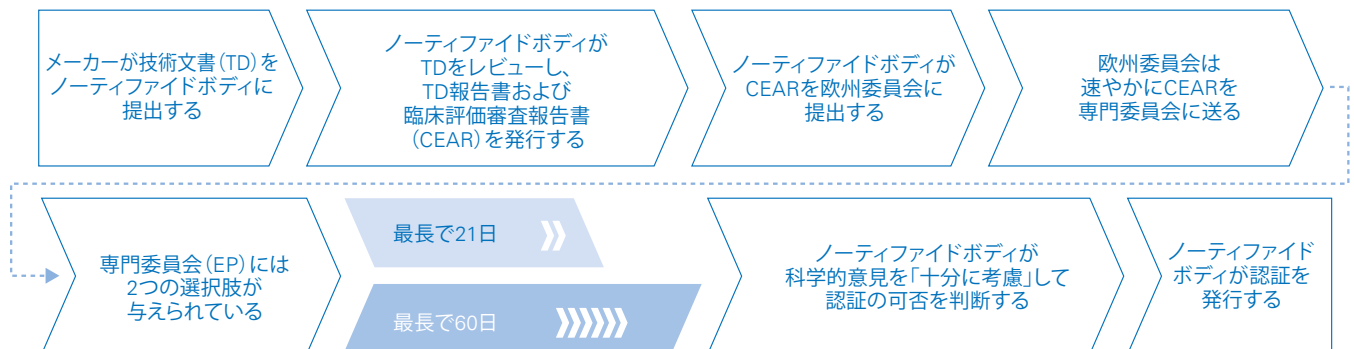 メーカーが技術文書（TD）を
ノーティファイドボディに
提出する
ノーティファイドボディが
TDをレビューし、
TD報告書および
臨床評価審査報告書
（CEAR）を発行する
ノーティファイドボディが
CEARを欧州委員会に
提出する
欧州委員会は
速やかにCEARを
専門委員会に送る
専門委員会（EP）には
2つの選択肢が
与えられている
最長で21日
最長で60日
ノーティファイドボディが
科学的意見を「十分に考慮」して
認証の可否を判断する
ノーティファイド
ボディが認証を
発行する